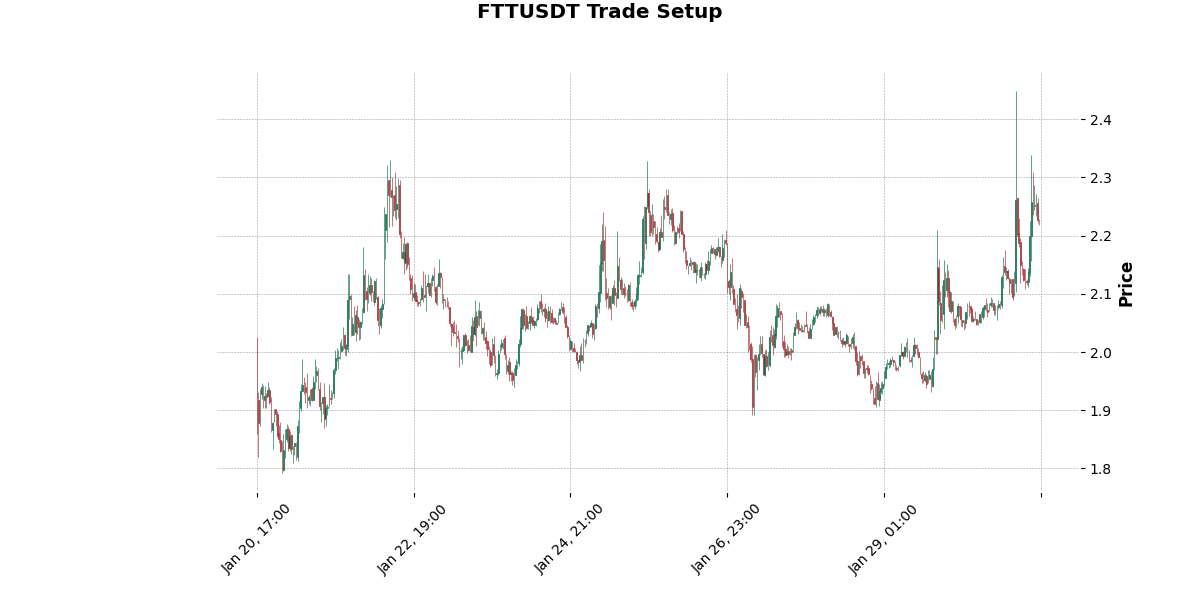 FTTUSDT Trade Setup
2.4
2.3
2.2
2.1
2.0
1.9
1.8
Price
Jan 20, 17:00
Jan 22, 19:00
Jan 24, 21:00
Jan 26, 23:00
Jan 29, 01:00